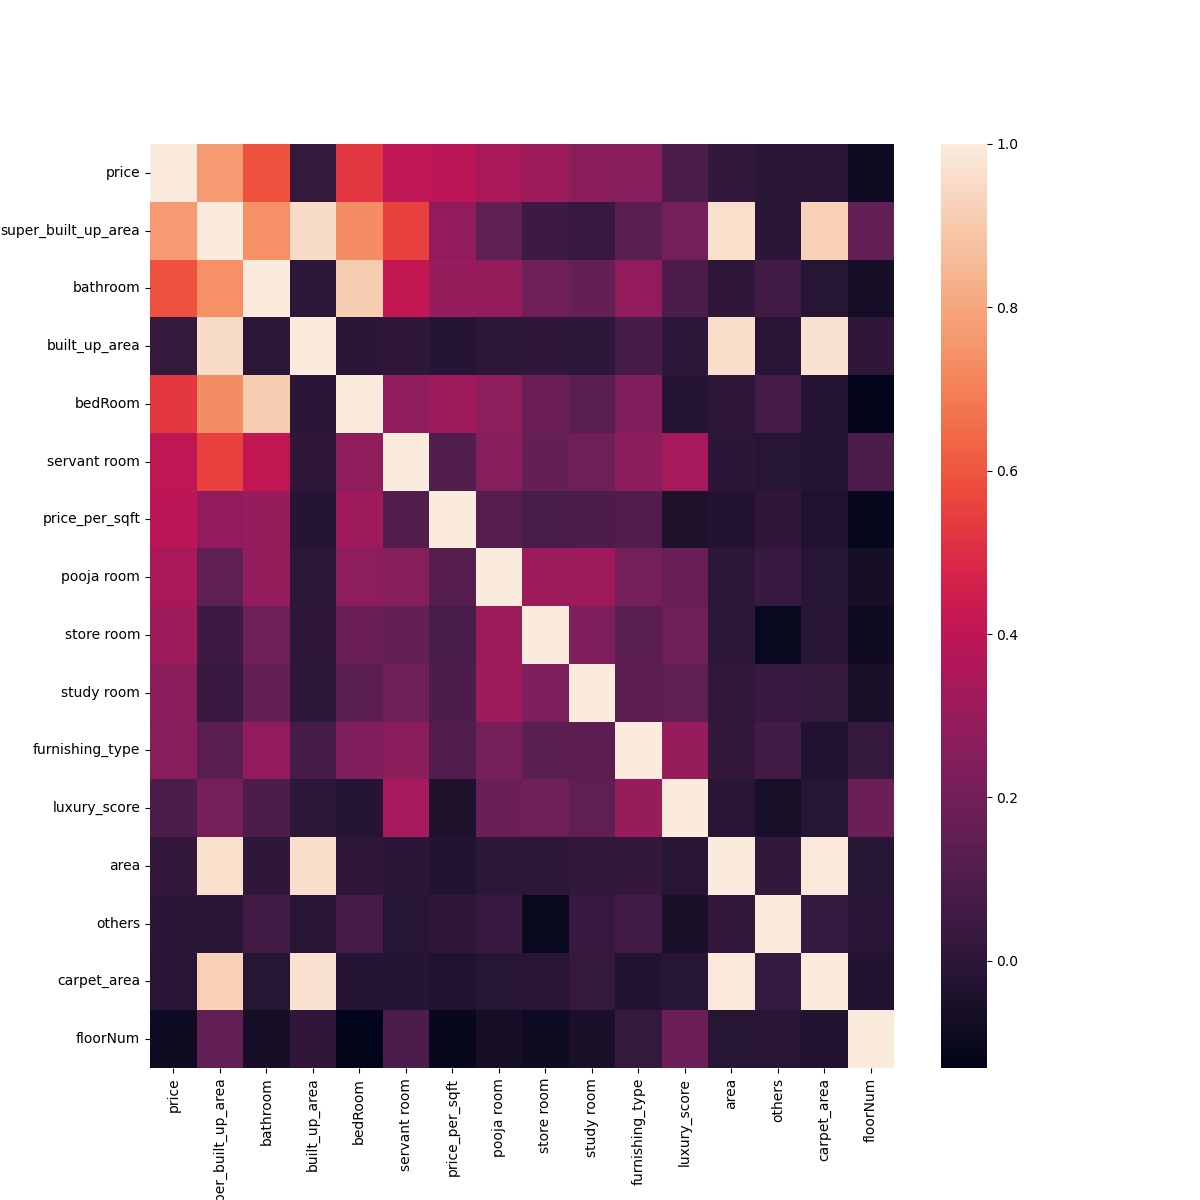 price
super_built_up_area
bathroom
built_up_area
bedRoom
servant room
price_per_sqft
pooja room
store room
study room
furnishing_type
luxury_score
area
others
carpet_area
floorNum
1.0
0.8
0.6
0.4
0.2
0.0
price
per_built_up_area
bathroom
built_up_area
bedRoom
servant room
price_per_sqft
pooja room
store room
study room
furnishing_type
luxury_score
area
others
carpet_area
floorNum